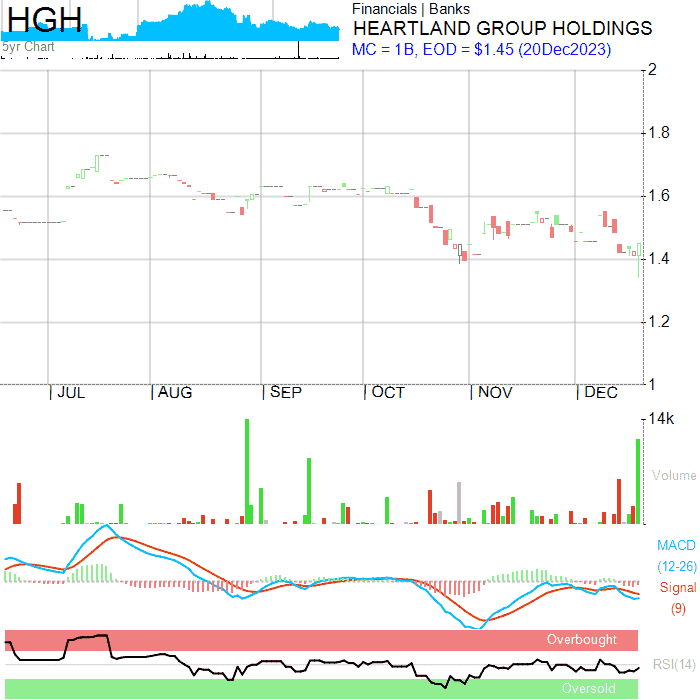 HGH
5yr Chart
Financials | Banks
HEARTLAND GROUP HOLDINGS
MC = 1B, EOD = $1.45 (20Dec2023)
2
1.8
1.6
1.4
1.2
1
JUL AUG SEP OCT NOV DEC
14k
Volume
MACD
(12-26)
Signal
(9)
Overbought
RSI(14)
Oversold